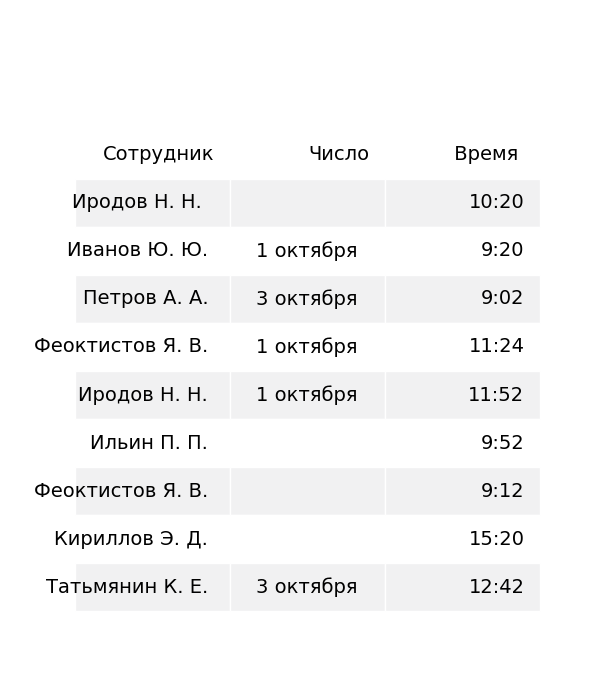 Сотрудник Число Время
Иродов Н. Н. 10:20
Иванов Ю. Ю. 1 октября 9:20
Петров А. А. 3 октября 9:02
Феоктистов Я. В. 1 октября 11:24
Иродов Н. Н. 1 октября 11:52
Ильин П. П. 9:52
Феоктистов Я. В. 9:12
Кириллов Э. Д. 15:20
Татьмянин К. Е. 3 октября 12:42